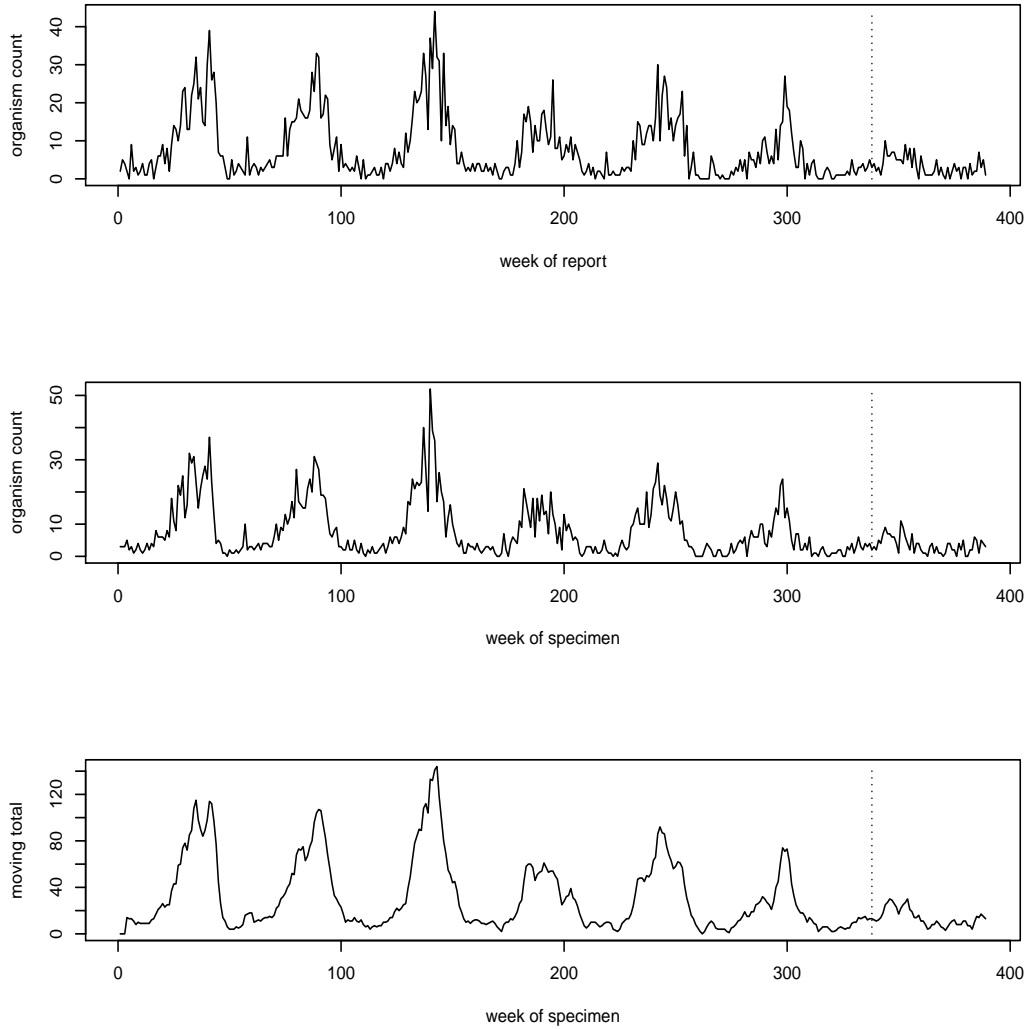 organism count
0 10 20 30 40
0 100 200 300 400
week of report
organism count
0 10 30 50
0 100 200 300 400
week of specimen
moving total
0 40 80 120
0 100 200 300 400
week of specimen